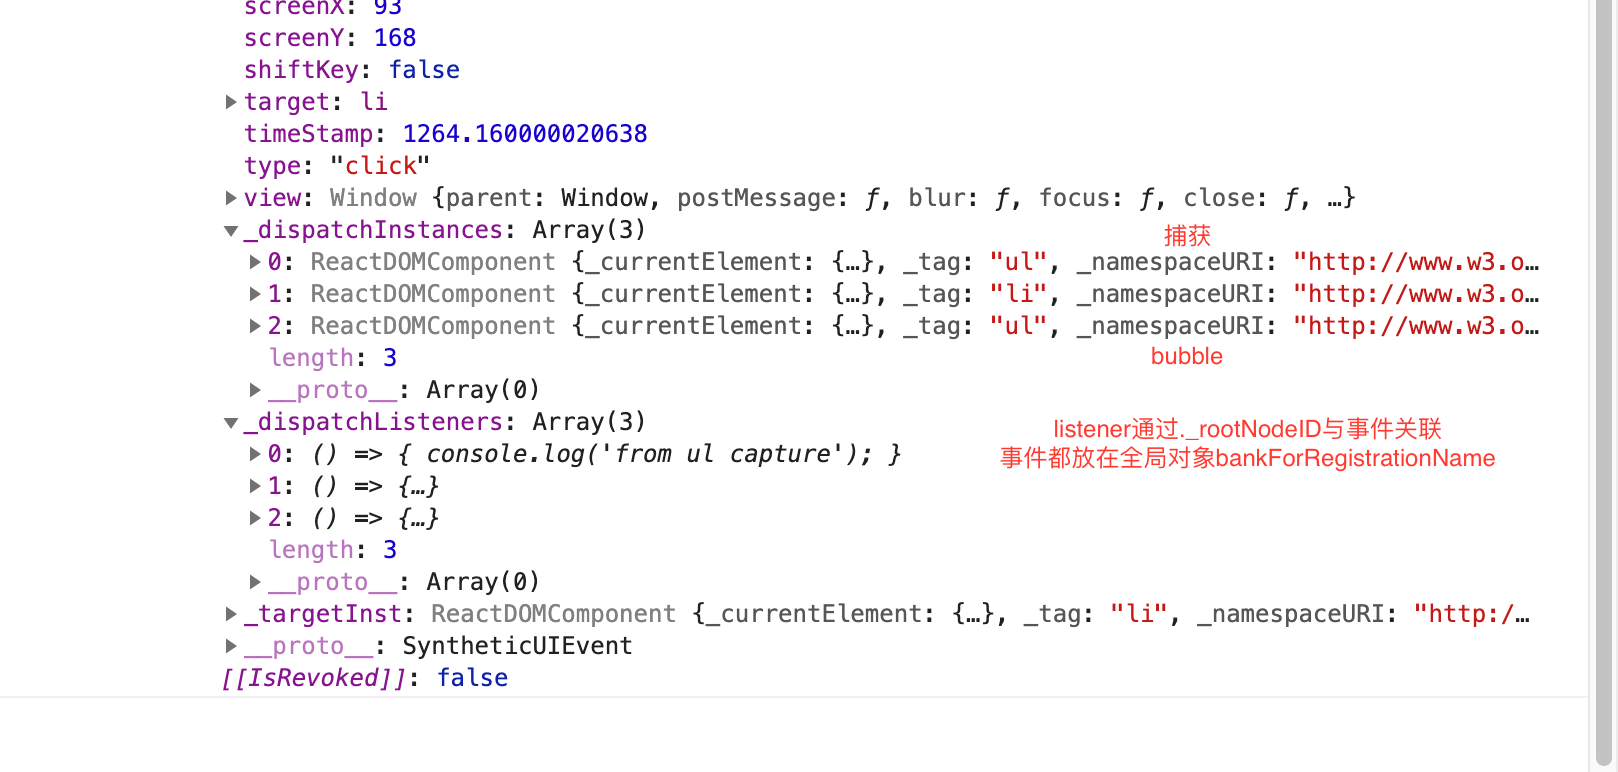 screenX: 93
screenY: 168
shiftKey: false
▶target: li
timeStamp: 1264.160000020638
type: "click"
▶view: Window {parent: Window, postMessage: ƒ, blur: ƒ, focus: ƒ, close: ƒ, …}
▼_dispatchInstances: Array(3)
捕获
▶0: ReactDOMComponent {_currentElement: {…}, _tag: "ul", _namespaceURI: "http://www.w3.o…
▶1: ReactDOMComponent {_currentElement: {…}, _tag: "li", _namespaceURI: "http://www.w3.o…
▶2: ReactDOMComponent {_currentElement: {…}, _tag: "ul", _namespaceURI: "http://www.w3.o…
length: 3
bubble
▶__proto__: Array(0)
▼_dispatchListeners: Array(3)
listener通过._rootNodeID与事件关联
▶0: () => { console.log('from ul capture'); }
事件都放在全局对象bankForRegistrationName
▶1: () => {…}
▶2: () => {…}
length: 3
▶__proto__: Array(0)
▶_targetInst: ReactDOMComponent {_currentElement: {…}, _tag: "li", _namespaceURI: "http:/…
▶__proto__: SyntheticUIEvent
[[IsRevoked]]: false